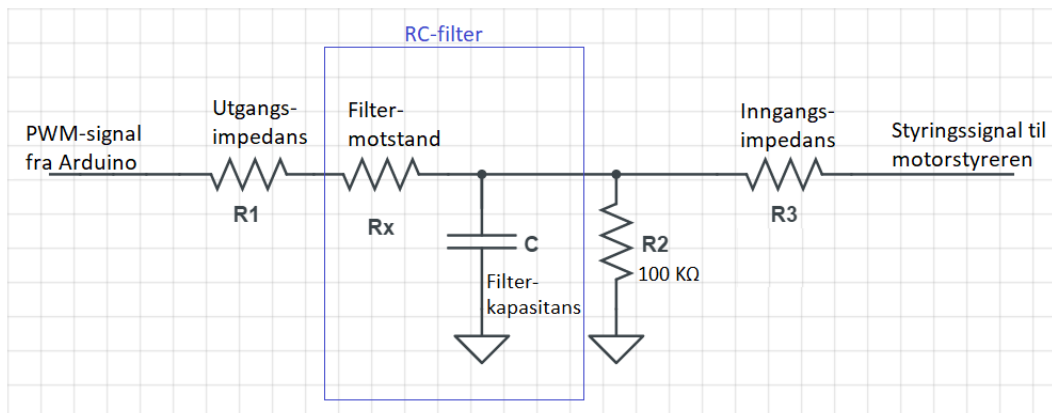 RC-filter
PWM-signal
fra Arduino
Utgangs-
impedans
R1
Filter-
motstand
Rx
C
Filter-
kapasitans
R2
100 KΩ
Inngangs-
impedans
R3
Styringssignal til
motorstyreren